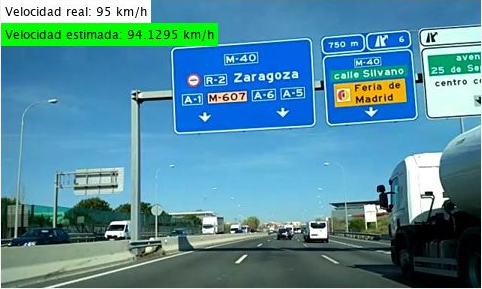 Velocidad real: 95 km/h
Velocidad estimada: 94.1295 km/h
M-40
R-2 Zaragoza
A-1 M-607 A-6 A-5
750 m 6
M-40
calle Silvano
Feria de
Madrid
aven
25 de Se
centro c